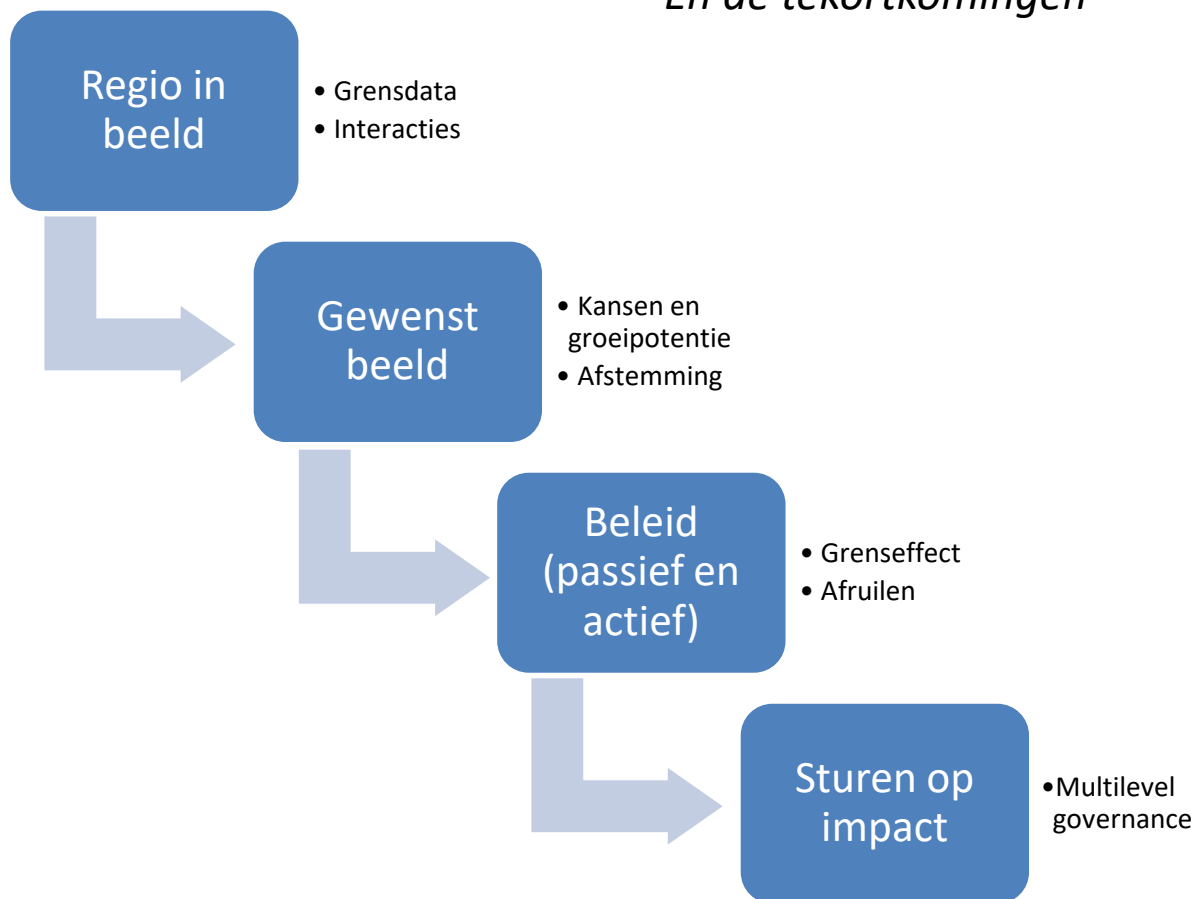 En de tekortkomingen
Regio in
beeld
• Grensdata
• Interacties
Gewenst
beeld
• Kansen en
groeipotentie
• Afstemming
Beleid
(passief en
actief)
• Grenseffect
• Afruilen
Sturen op
impact
•Multilevel
governance